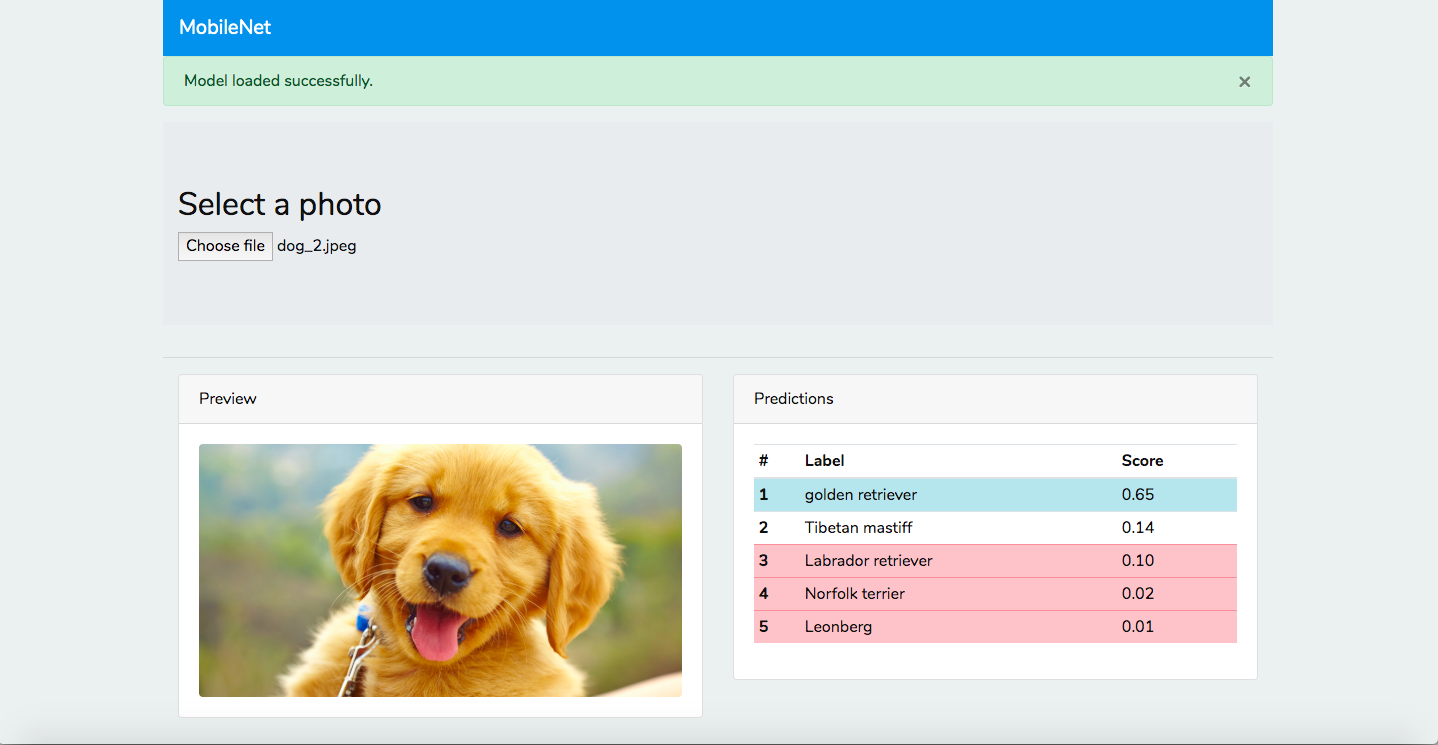 MobileNet
Model loaded successfully. ×
Select a photo
Choose file dog_2.jpeg
Preview
Predictions
# Label Score
1 golden retriever 0.65
2 Tibetan mastiff 0.14
3 Labrador retriever 0.10
4 Norfolk terrier 0.02
5 Leonberg 0.01